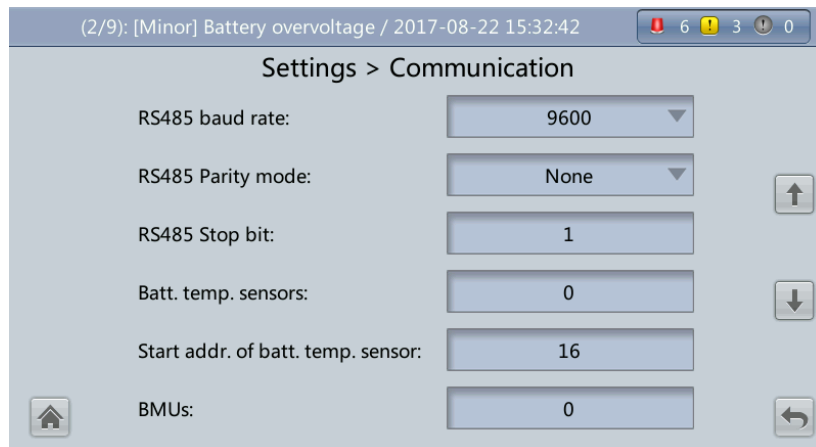 (2/9): [Minor] Battery overvoltage / 2017-08-22 15:32:42 6 ! 3 ! 0
Settings > Communication
RS485 baud rate: 9600
RS485 Parity mode: None
RS485 Stop bit: 1
Batt. temp. sensors: 0
Start addr. of batt. temp. sensor: 16
BMUs: 0